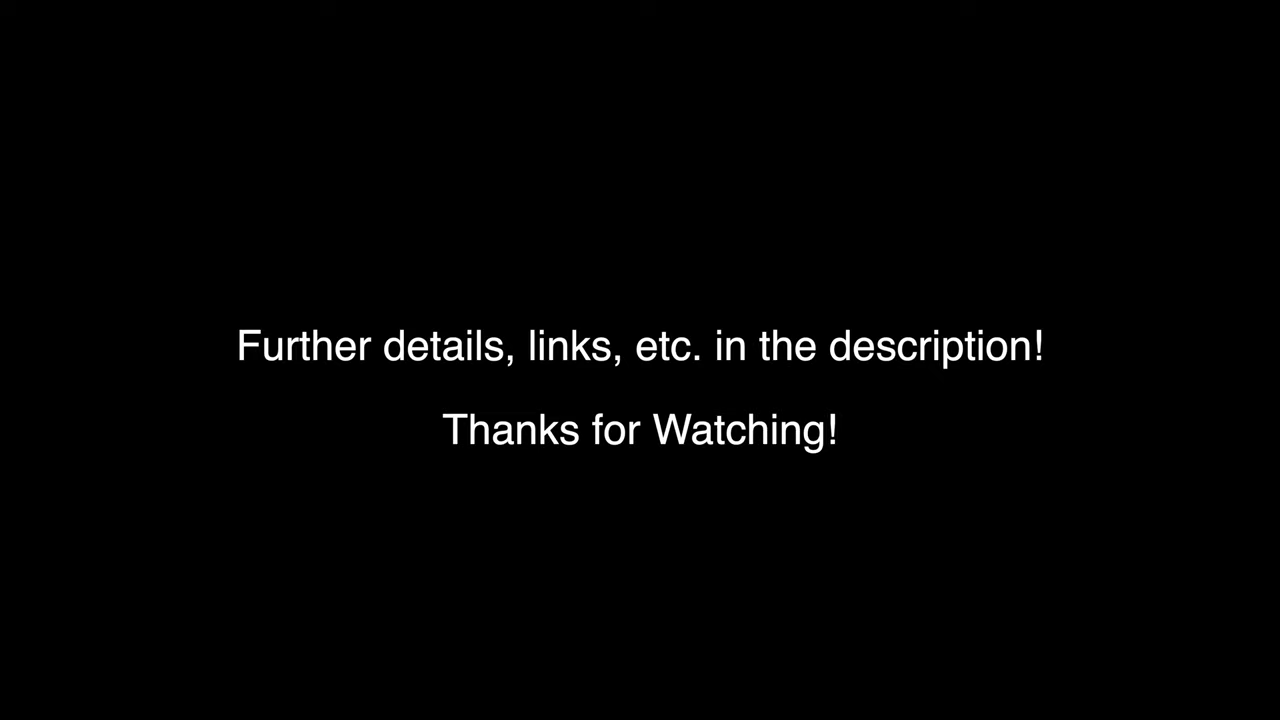 Further details, links, etc. in the description!
Thanks for Watching!